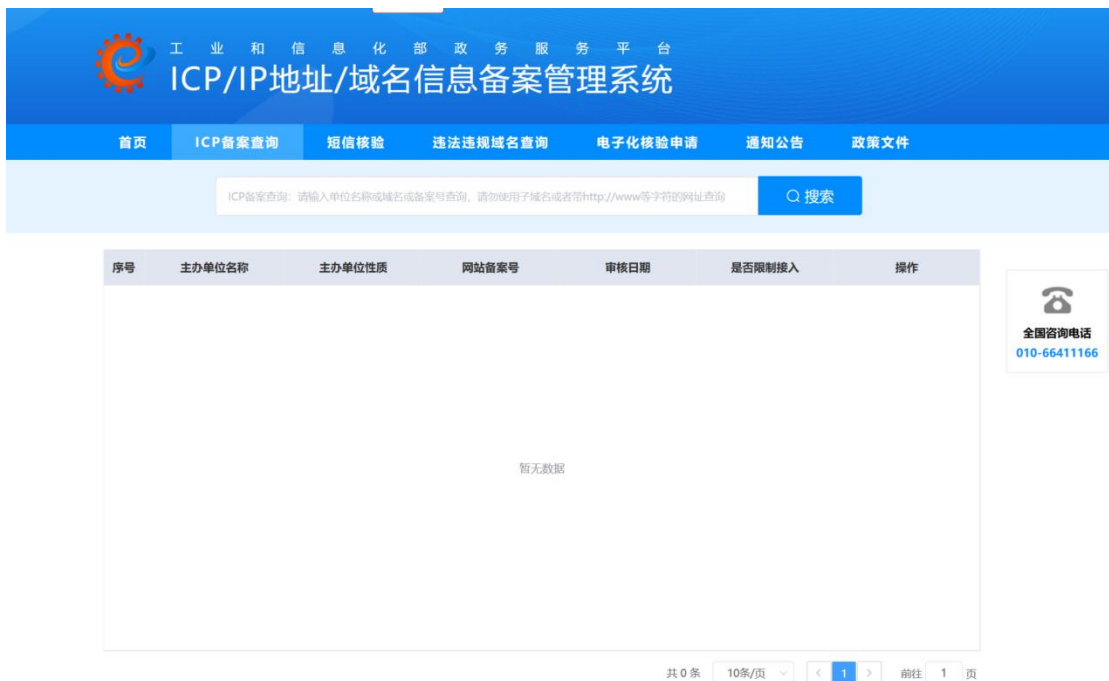 工业和信息化部政务服务平台
ICP/IP地址/域名信息备案管理系统
首页 ICP备案查询 短信核验 违法违规域名查询 电子化核验申请 通知公告 政策文件
ICP备案查询：请输入单位名称或域名或备案号查询，请勿使用子域名或者带http://www等字符的网址查询 搜索
序号 主办单位名称 主办单位性质 网站备案号 审核日期 是否限制接入 操作
全国咨询电话
010-66411166
暂无数据
共 0 条 10条/页 1 前往 1 页